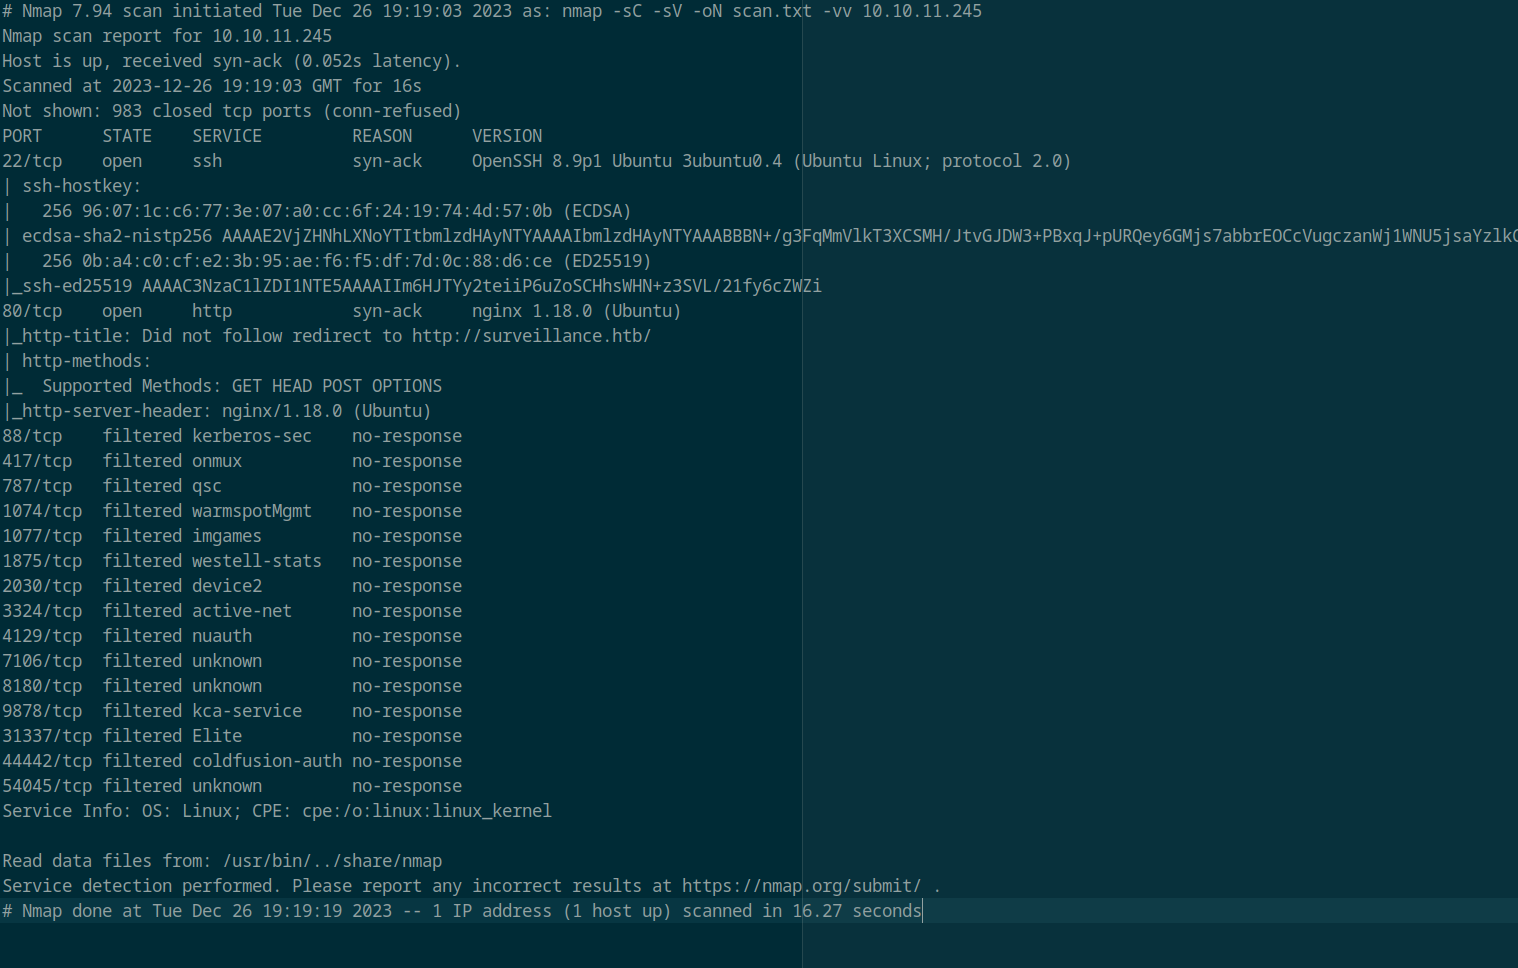 # Nmap 7.94 scan initiated Tue Dec 26 19:19:03 2023 as: nmap -sC -sV -oN scan.txt -vv 10.10.11.245
Nmap scan report for 10.10.11.245
Host is up, received syn-ack (0.052s latency).
Scanned at 2023-12-26 19:19:03 GMT for 16s
Not shown: 983 closed tcp ports (conn-refused)
PORT      STATE    SERVICE         REASON      VERSION
22/tcp    open     ssh             syn-ack     OpenSSH 8.9p1 Ubuntu 3ubuntu0.4 (Ubuntu Linux; protocol 2.0)
| ssh-hostkey:
|   256 96:07:1c:c6:77:3e:07:a0:cc:6f:24:19:74:4d:57:0b (ECDSA)
| ecdsa-sha2-nistp256 AAAAE2VjZHNhLXNoYTItbmlzdHAyNTYAAAAIbmlzdHAyNTYAAABBBN+/g3FqMmVlkT3XCSMH/JtvGJDW3+PBxqJ+pURQey6GMjs7abbrEOCcVugczanWj1WNU5jsaYzlkC
|   256 0b:a4:c0:cf:e2:3b:95:ae:f6:f5:df:7d:0c:88:d6:ce (ED25519)
|_ssh-ed25519 AAAAC3NzaC1lZDI1NTE5AAAAIIm6HJTYy2teiiP6uZoSCHhsWHN+z3SVL/21fy6cZWZi
80/tcp    open     http            syn-ack     nginx 1.18.0 (Ubuntu)
|_http-title: Did not follow redirect to http://surveillance.htb/
| http-methods:
|_  Supported Methods: GET HEAD POST OPTIONS
|_http-server-header: nginx/1.18.0 (Ubuntu)
88/tcp    filtered kerberos-sec    no-response
417/tcp   filtered onmux           no-response
787/tcp   filtered qsc             no-response
1074/tcp  filtered warmspotMgmt    no-response
1077/tcp  filtered imgames         no-response
1875/tcp  filtered westell-stats   no-response
2030/tcp  filtered device2         no-response
3324/tcp  filtered active-net      no-response
4129/tcp  filtered nuauth          no-response
7106/tcp  filtered unknown         no-response
8180/tcp  filtered unknown         no-response
9878/tcp  filtered kca-service     no-response
31337/tcp filtered Elite           no-response
44442/tcp filtered coldfusion-auth no-response
54045/tcp filtered unknown         no-response
Service Info: OS: Linux; CPE: cpe:/o:linux:linux_kernel
Read data files from: /usr/bin/../share/nmap
Service detection performed. Please report any incorrect results at https://nmap.org/submit/ .
# Nmap done at Tue Dec 26 19:19:19 2023 -- 1 IP address (1 host up) scanned in 16.27 seconds